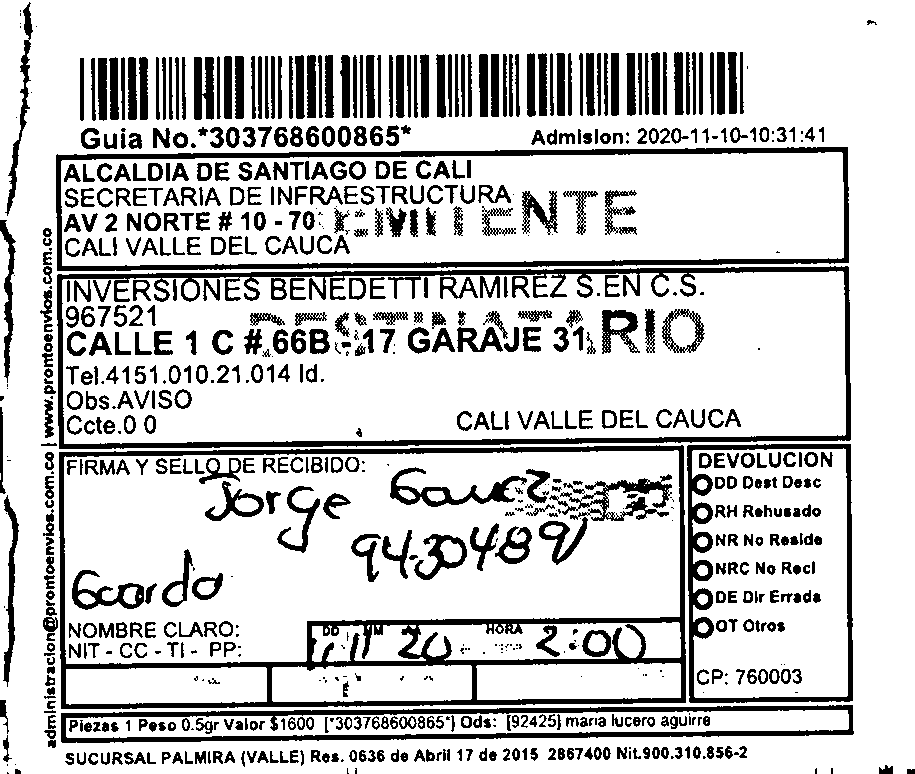 Guia No.*303768600865*
Admision: 2020-11-10-10:31:41
ALCALDIA DE SANTIAGO DE CALI
SECRETARIA DE INFRAESTRUCTURA
AV 2 NORTE # 10 - 70
CALI VALLE DEL CAUCA
INVERSIONES BENEDETTI RAMIREZ S.EN C.S.
967521
DESTINATARIO
CALLE 1 C # 66B - 17 GARAJE 31
Tel.4151.010.21.014 Id.
Obs.AVISO
Ccte.0 0
CALI VALLE DEL CAUCA
administracion@prontoenvios.com.co | www.prontoenvios.com.co
FIRMA Y SELLO DE RECIBIDO:
Jorge
9430489
Guarda
NOMBRE CLARO:
NIT - CC - TI - PP:
DD MM AA HORA
11 20 2:00
DEVOLUCION
DD Dest Desc
RH Rehusado
NR No Reside
NRC No Recl
DE Dir Errada
OT Otros
CP: 760003
Piezas 1 Peso 0.5gr Valor $1600 [*303768600865*] Ods: [92425] maria lucero aguirre
SUCURSAL PALMIRA (VALLE) Res. 0636 de Abril 17 de 2015 2867400 Nit.900.310.856-2